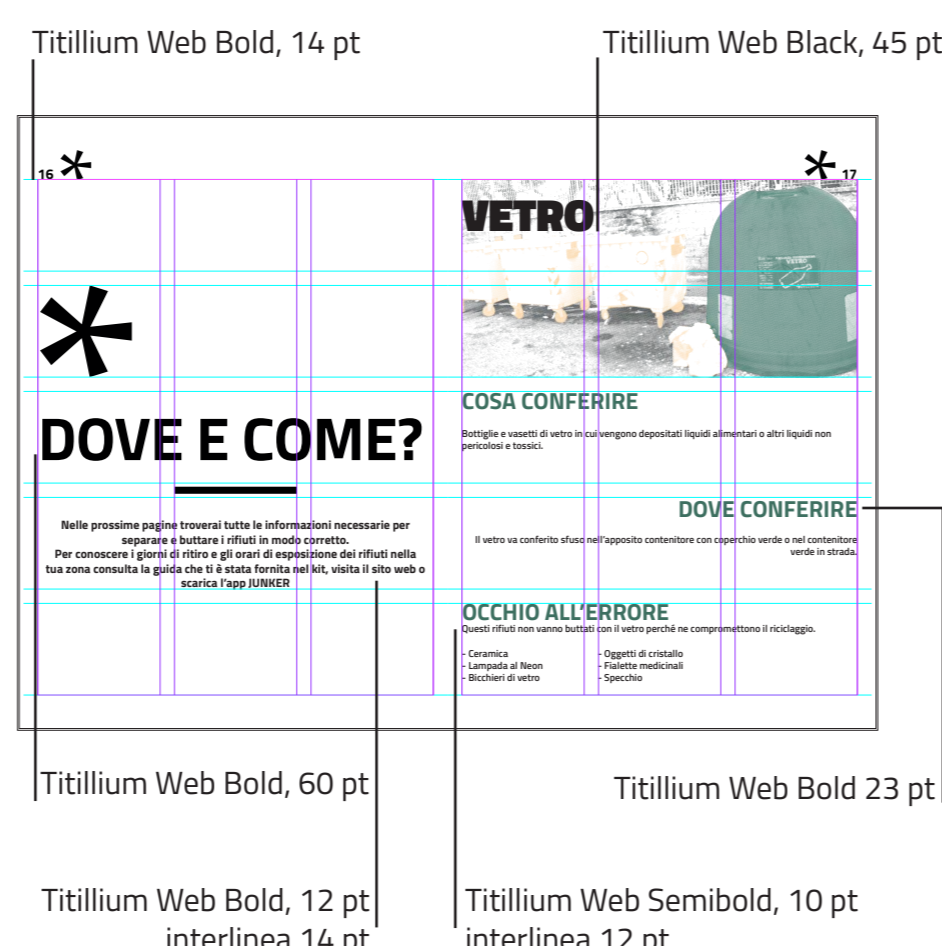 Titillium Web Bold, 14 pt
Titillium Web Black, 45 pt
16 *
* 17
VETRO
VETRO
*
DOVE E COME?
Nelle prossime pagine troverai tutte le informazioni necessarie per
separare e buttare i rifiuti in modo corretto.
Per conoscere i giorni di ritiro e gli orari di esposizione dei rifiuti nella
tua zona consulta la guida che ti è stata fornita nel kit, visita il sito web o
scarica l'app JUNKER
COSA CONFERIRE
Bottiglie e vasetti di vetro in cui vengono depositati liquidi alimentari o altri liquidi non
pericolosi e tossici.
DOVE CONFERIRE
Il vetro va conferito sfuso nell'apposito contenitore con coperchio verde o nel contenitore
verde in strada.
OCCHIO ALL'ERRORE
Questi rifiuti non vanno buttati con il vetro perché ne compromettono il riciclaggio.
- Ceramica
- Lampada al Neon
- Bicchieri di vetro
- Oggetti di cristallo
- Fialette medicinali
- Specchio
Titillium Web Bold, 60 pt
Titillium Web Bold 23 pt
Titillium Web Bold, 12 pt
interlinea 14 pt
Titillium Web Semibold, 10 pt
interlinea 12 pt